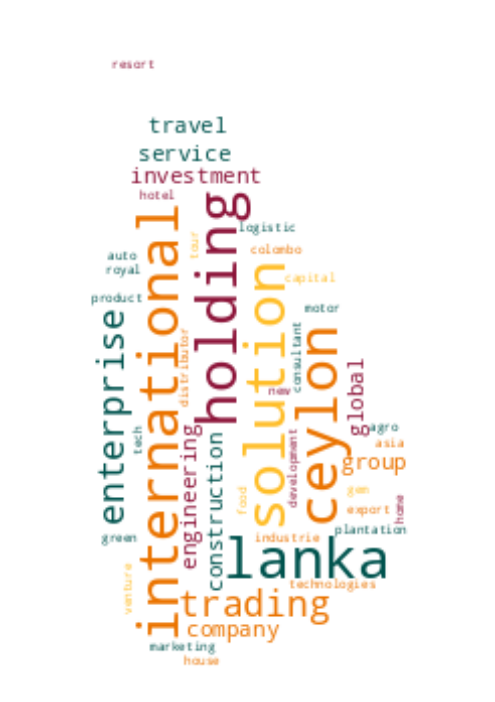 resort
travel
service
investment
hotel
international
holding
logistic
tour
colombo
auto
royal
solution
capital
product
motor
enterprise
distributor
consultant
ceylon
new
global
tech
engineering
construction
development
agro
asia
group
food
gem
home
export
plantation
green
industrie
lanka
venture
technologies
trading
company
marketing
house